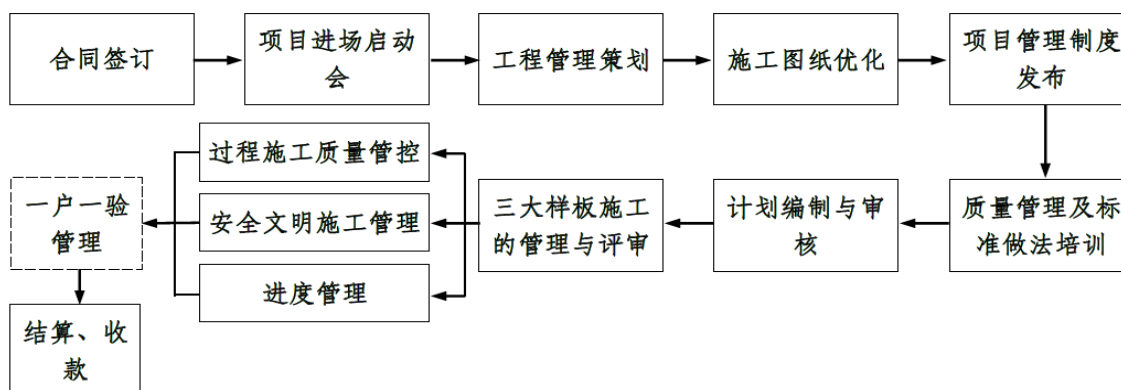 合同签订
项目进场启动
会
工程管理策划
施工图纸优化
项目管理制度
发布
质量管理及标
准做法培训
计划编制与审
核
三大样板施工
的管理与评审
过程施工质量管控
安全文明施工管理
进度管理
一户一验
管理
结算、收
款